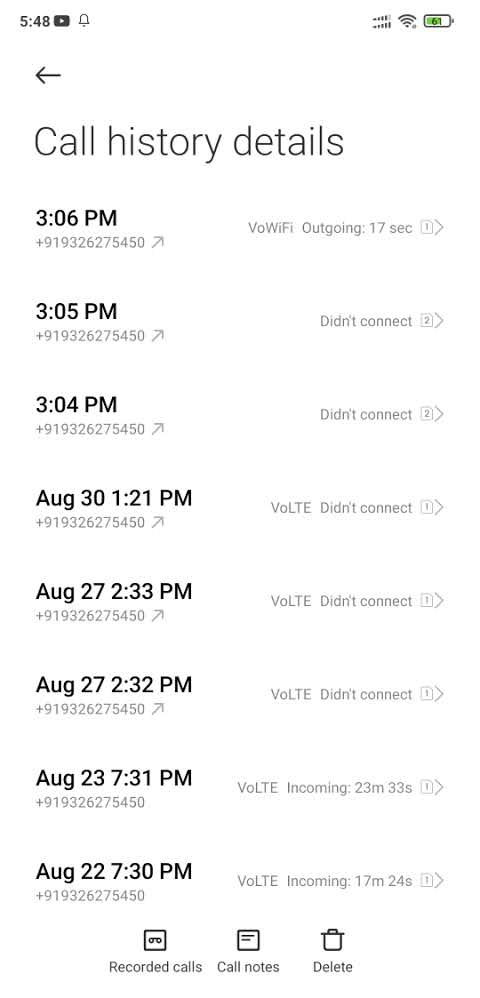 5:48
61
Call history details
3:06 PM
+919326275450
VoWiFi Outgoing: 17 sec 1
3:05 PM
+919326275450
Didn't connect 2
3:04 PM
+919326275450
Didn't connect 2
Aug 30 1:21 PM
+919326275450
VoLTE Didn't connect 1
Aug 27 2:33 PM
+919326275450
VoLTE Didn't connect 1
Aug 27 2:32 PM
+919326275450
VoLTE Didn't connect 1
Aug 23 7:31 PM
+919326275450
VoLTE Incoming: 23m 33s 1
Aug 22 7:30 PM
+919326275450
VoLTE Incoming: 17m 24s 1
Recorded calls
Call notes
Delete